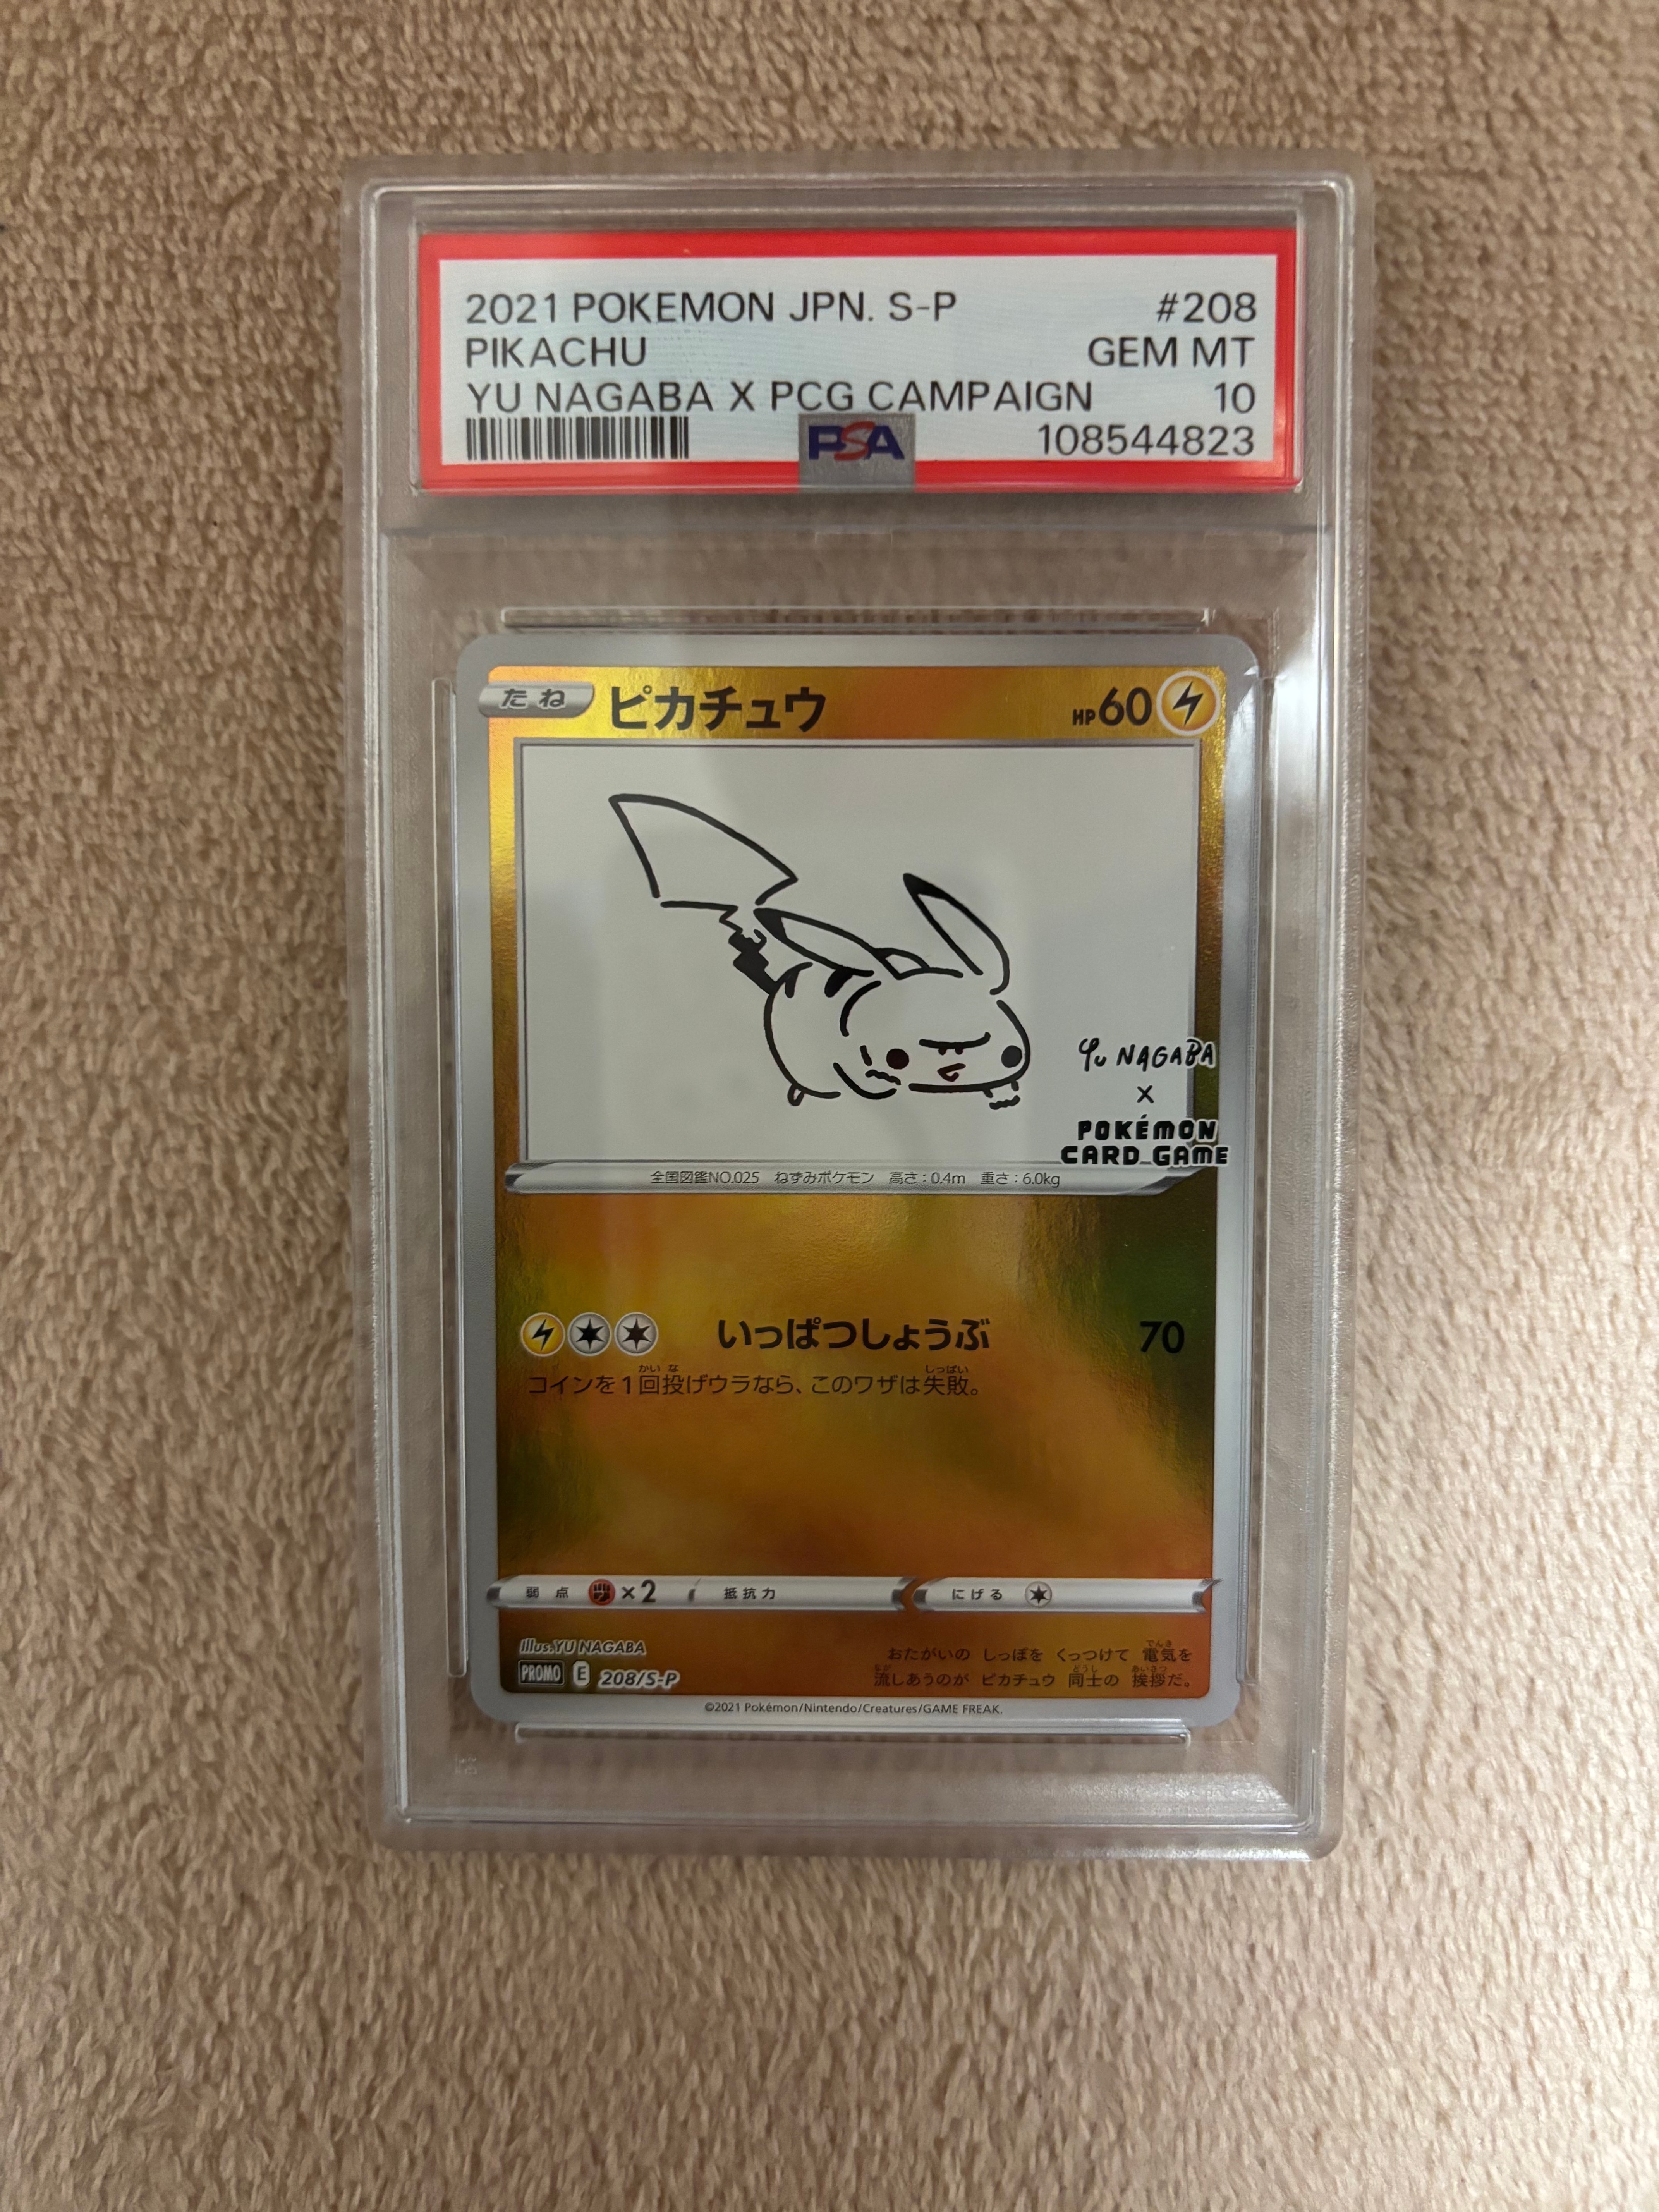 2021 POKEMON JPN. S-P #208
PIKACHU GEM MT
YU NAGABA X PCG CAMPAIGN 10
PSA 108544823
たね ピカチュウ HP60
YU NAGABA
X
POKÉMON
CARD GAME
全国図鑑NO.025 ねずみポケモン 高さ:0.4m 重さ:6.0kg
いっぱつしょうぶ 70
コインを1回投げウラなら、このワザは失敗。
弱点 ×2 抵抗力 にげる
Illus.YU NAGABA
PROMO E 208/S-P
おたがいの しっぽを くっつけて 電気を
流しあうのが ピカチュウ 同士の 挨拶だ。
©2021 Pokémon/Nintendo/Creatures/GAME FREAK.